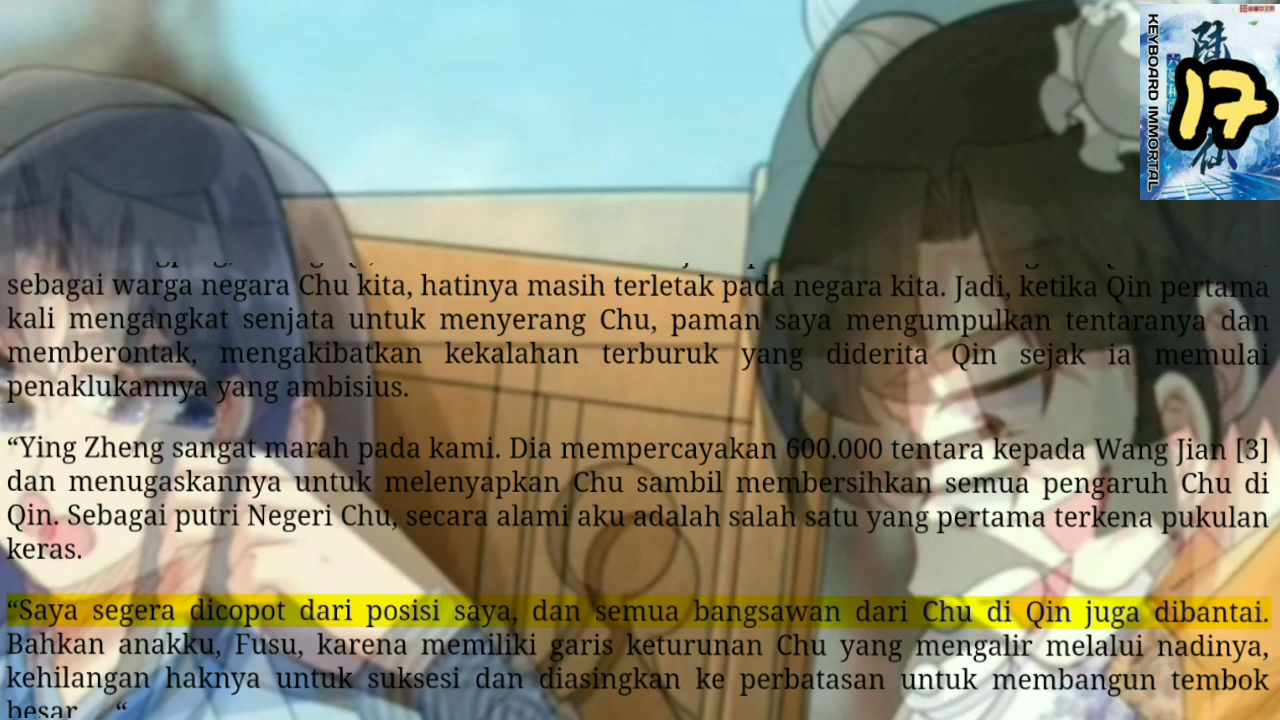 sebagai warga negara Chu kita, hatinya masih terletak pada negara kita. Jadi, ketika Qin pertama
kali mengangkat senjata untuk menyerang Chu, paman saya mengumpulkan tentaranya dan
memberontak, mengakibatkan kekalahan terburuk yang diderita Qin sejak ia memulai
penaklukannya yang ambisius.
“Ying Zheng sangat marah pada kami. Dia mempercayakan 600.000 tentara kepada Wang Jian [3]
dan menugaskannya untuk melenyapkan Chu sambil membersihkan semua pengaruh Chu di
Qin. Sebagai putri Negeri Chu, secara alami aku adalah salah satu yang pertama terkena pukulan
keras.
“Saya segera dicopot dari posisi saya, dan semua bangsawan dari Chu di Qin juga dibantai.
Bahkan anakku, Fusu, karena memiliki garis keturunan Chu yang mengalir melalui nadinya,
kehilangan haknya untuk suksesi dan diasingkan ke perbatasan untuk membangun tembok
besar… “
KEYBOARD IMMORTAL
陆
仙
17